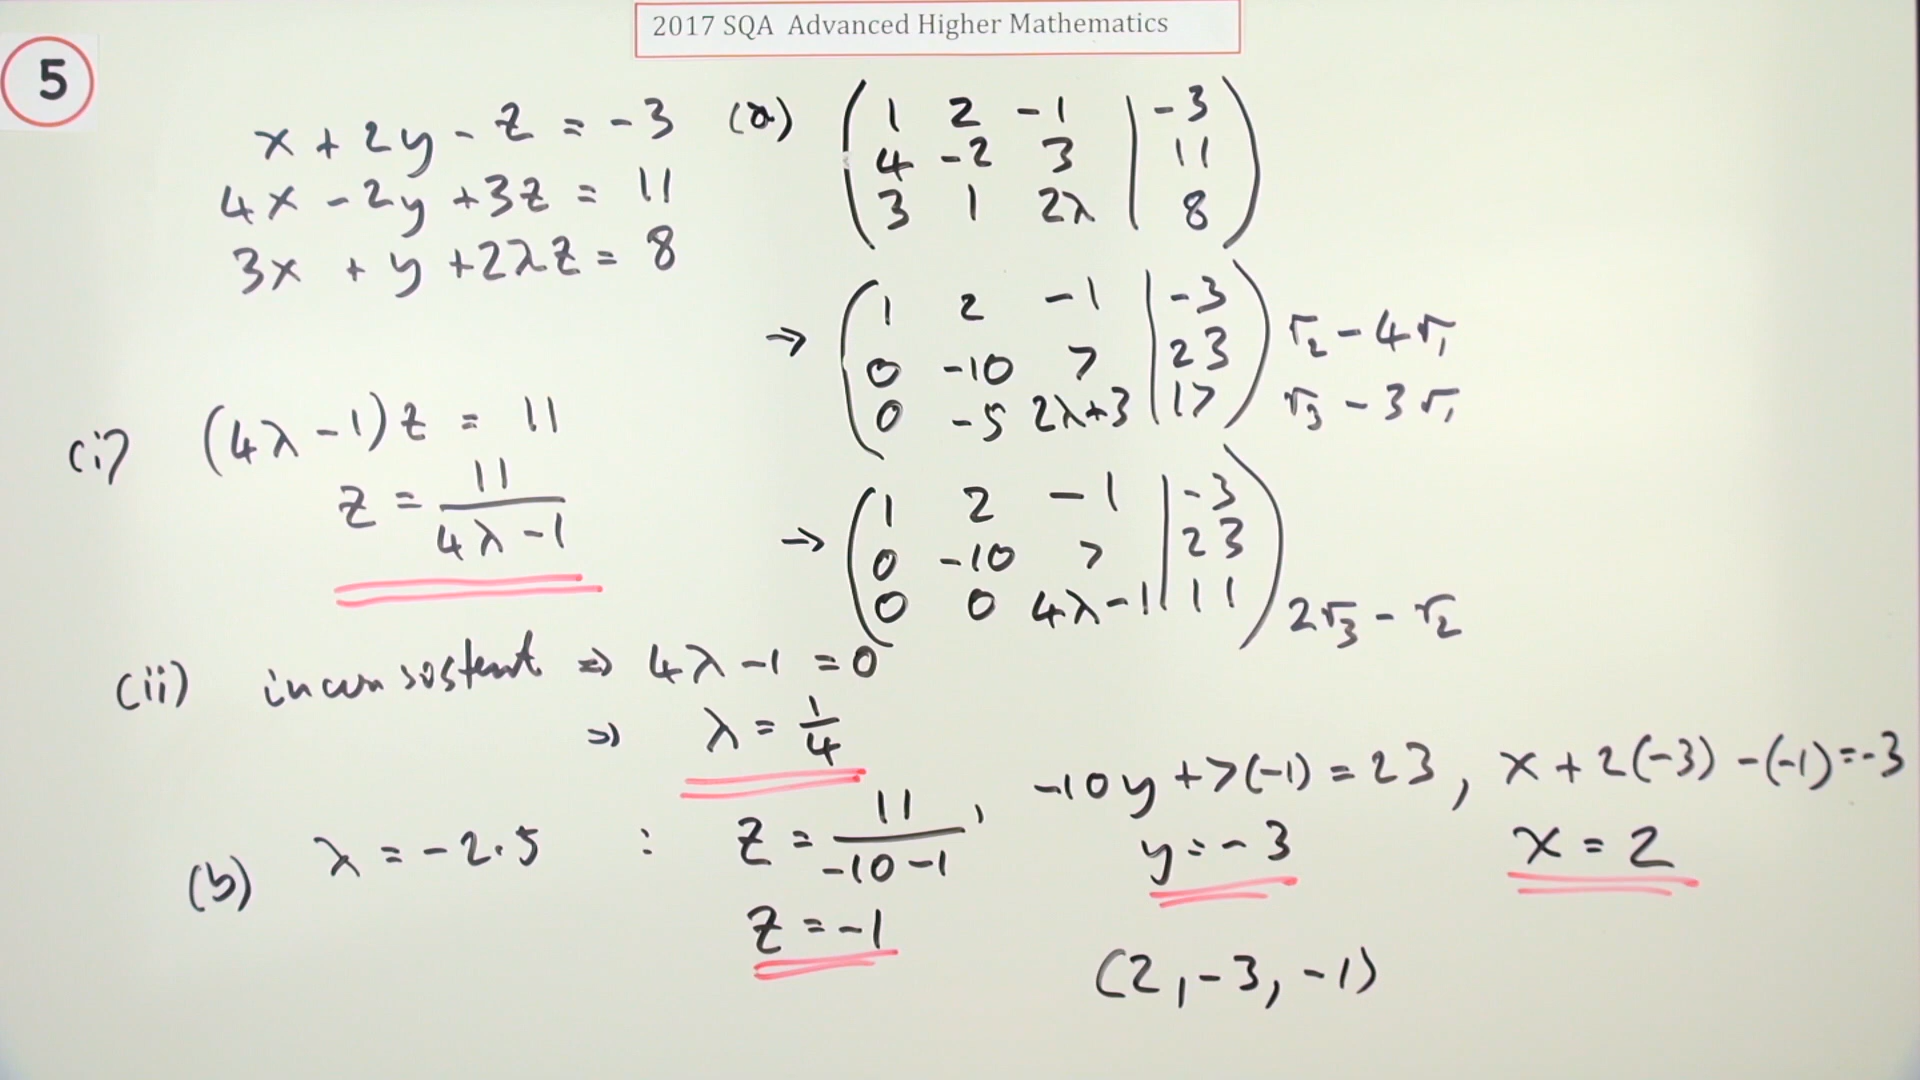 2017 SQA Advanced Higher Mathematics
5
x + 2y - z = -3
4x - 2y + 3z = 11
3x + y + 2λz = 8
(a)
( 1 2 -1 | -3 )
( 4 -2 3 | 11 )
( 3 1 2λ | 8 )
→ ( 1 2 -1 | -3 )
( 0 -10 7 | 23 ) r₂ - 4r₁
( 0 -5 2λ+3 | 17 ) r₃ - 3r₁
→ ( 1 2 -1 | -3 )
( 0 -10 7 | 23 )
( 0 0 4λ-1 | 11 ) 2r₃ - r₂
(i) (4λ - 1)z = 11
z = 11/(4λ - 1)
(ii) inconsostent ⇒ 4λ - 1 = 0
⇒ λ = 1/4
(b) λ = -2.5 : z = 11/(-10 - 1) ,
z = -1
-10y + 7(-1) = 23 , x + 2(-3) - (-1) = -3
y = -3 x = 2
(2, -3, -1)